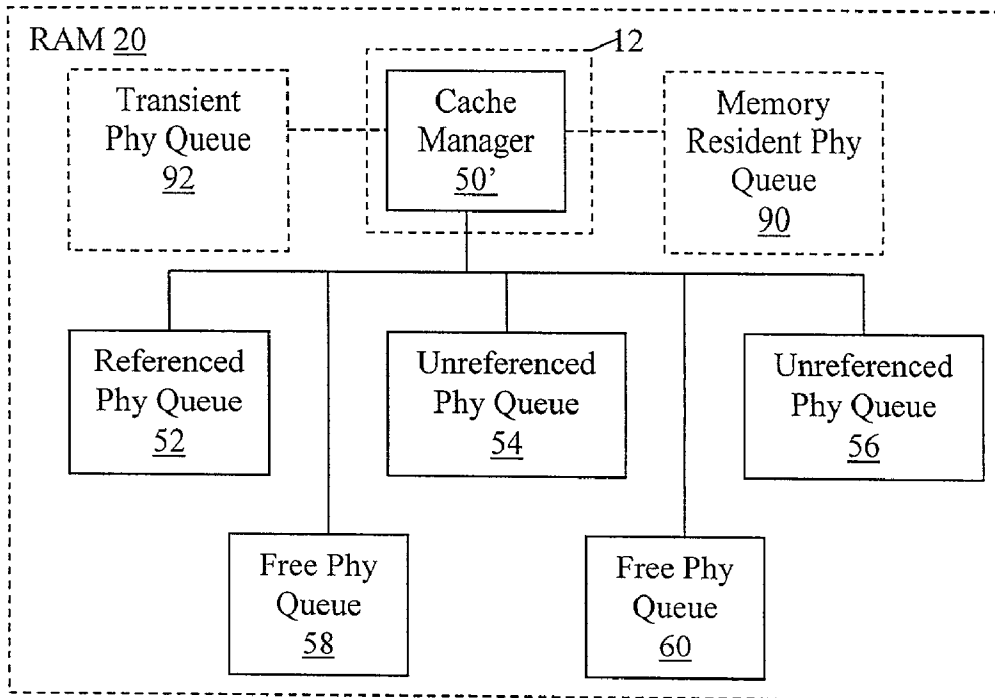 RAM 20
12
Transient
Phy Queue
92
Cache
Manager
50’
Memory
Resident Phy
Queue
90
Referenced
Phy Queue
52
Unreferenced
Phy Queue
54
Unreferenced
Phy Queue
56
Free Phy
Queue
58
Free Phy
Queue
60